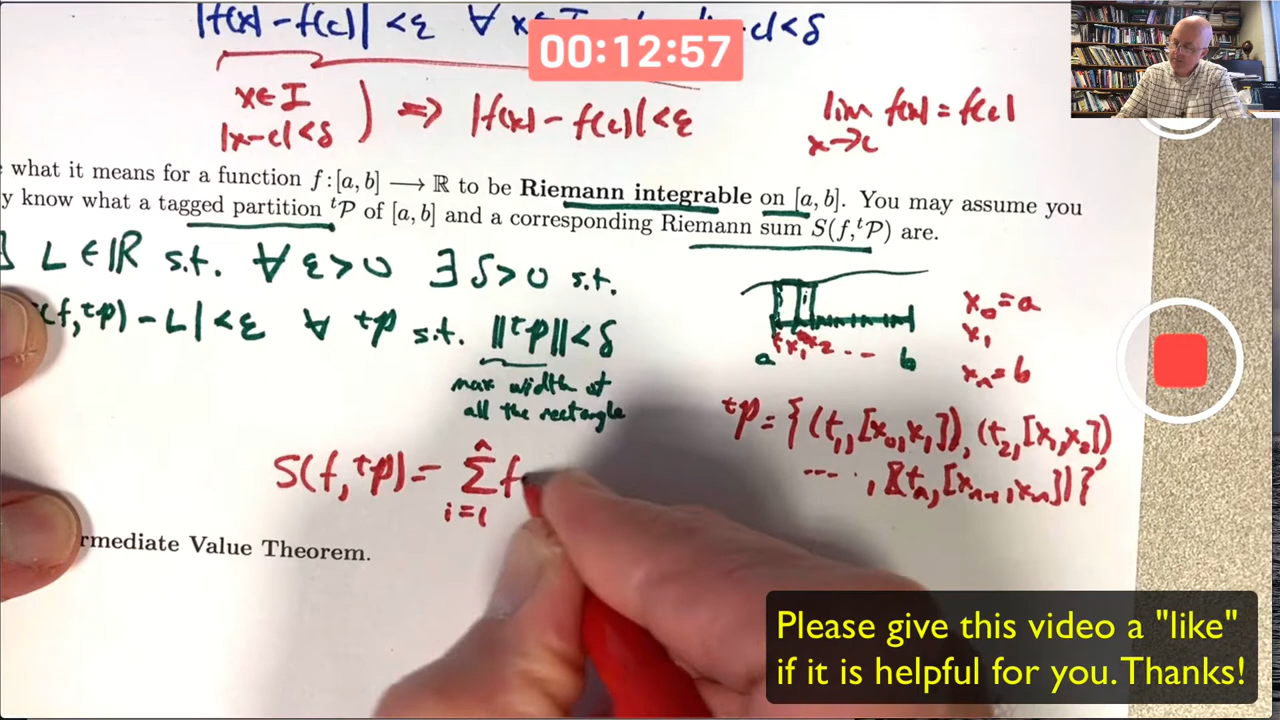 |f(x) - f(c)| < ε ∀ x ∈ I -c| < δ
00:12:57
x ∈ I
|x-c| < δ ) ⇒ |f(x) - f(c)| < ε
lim f(x) = f(c)
x→c
what it means for a function f : [a, b] ⟶ ℝ to be Riemann integrable on [a, b]. You may assume you
y know what a tagged partition ᵗP of [a, b] and a corresponding Riemann sum S(f, ᵗP) are.
∃ L ∈ ℝ s.t. ∀ ε > 0 ∃ δ > 0 s.t.
(f, ᵗP) - L| < ε ∀ ᵗP s.t. ||ᵗP|| < δ
max width of
all the rectangle
a x₁ x₂ ... b
x₀ = a
x₁
xₙ = b
ᵗP = {(t₁, [x₀, x₁]), (t₂, [x₁, x₂]),
...., (tₙ, [xₙ₋₁, xₙ])}
S(f, ᵗP) = Σ f
n
i=1
rmediate Value Theorem.
Please give this video a "like"
if it is helpful for you. Thanks!